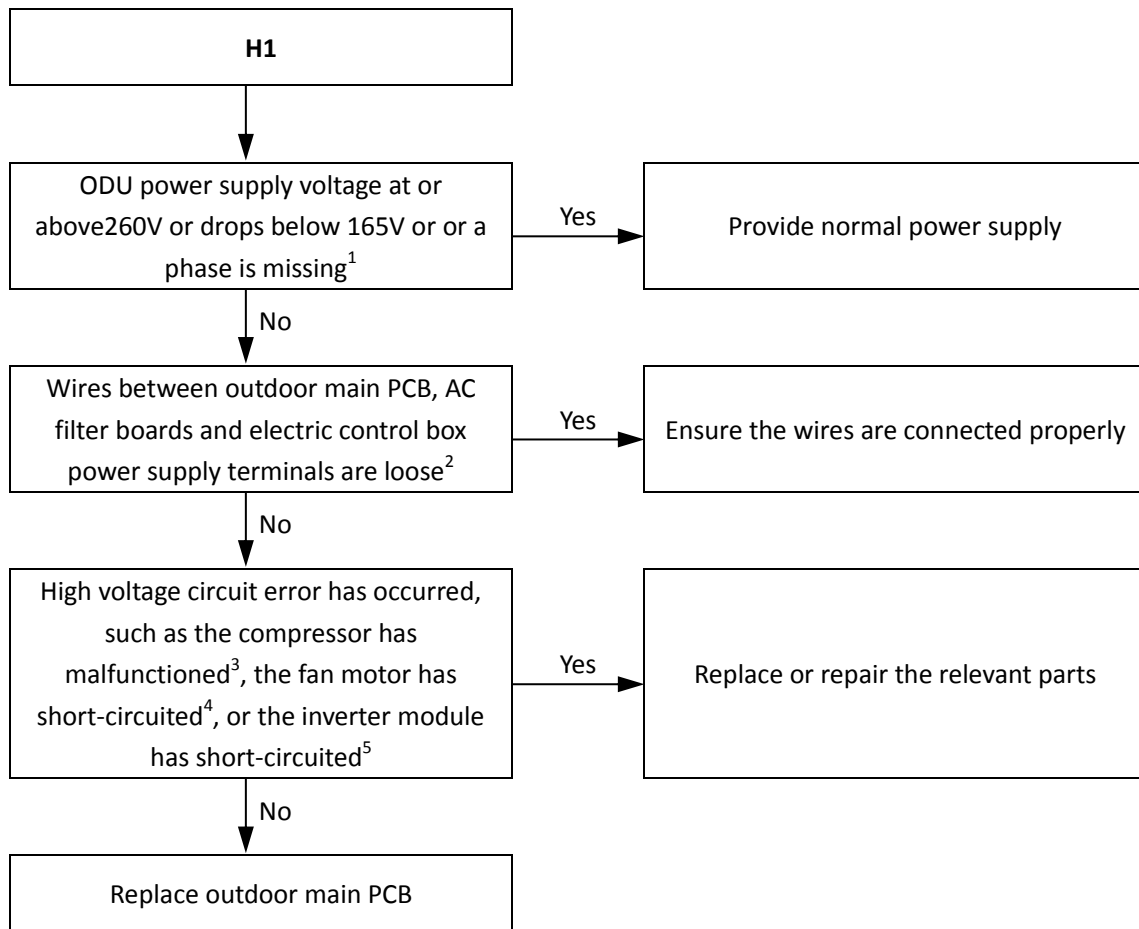 H1
ODU power supply voltage at or
above260V or drops below 165V or or a
phase is missing1
Yes
Provide normal power supply
No
Wires between outdoor main PCB, AC
filter boards and electric control box
power supply terminals are loose2
Yes
Ensure the wires are connected properly
No
High voltage circuit error has occurred,
such as the compressor has
malfunctioned3, the fan motor has
short-circuited4, or the inverter module
has short-circuited5
Yes
Replace or repair the relevant parts
No
Replace outdoor main PCB